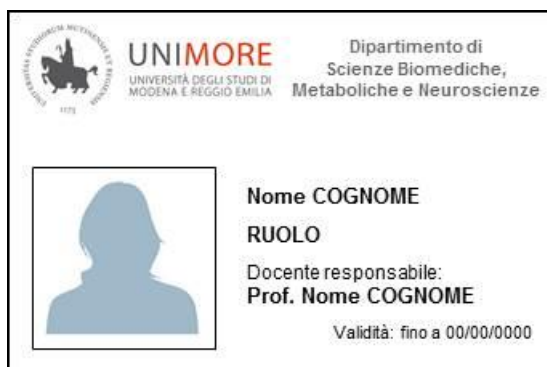 UNIMORE
UNIVERSITÀ DEGLI STUDI DI
MODENA E REGGIO EMILIA
Dipartimento di
Scienze Biomediche,
Metaboliche e Neuroscienze
1175
Nome COGNOME
RUOLO
Docente responsabile:
Prof. Nome COGNOME
Validità: fino a 00/00/0000